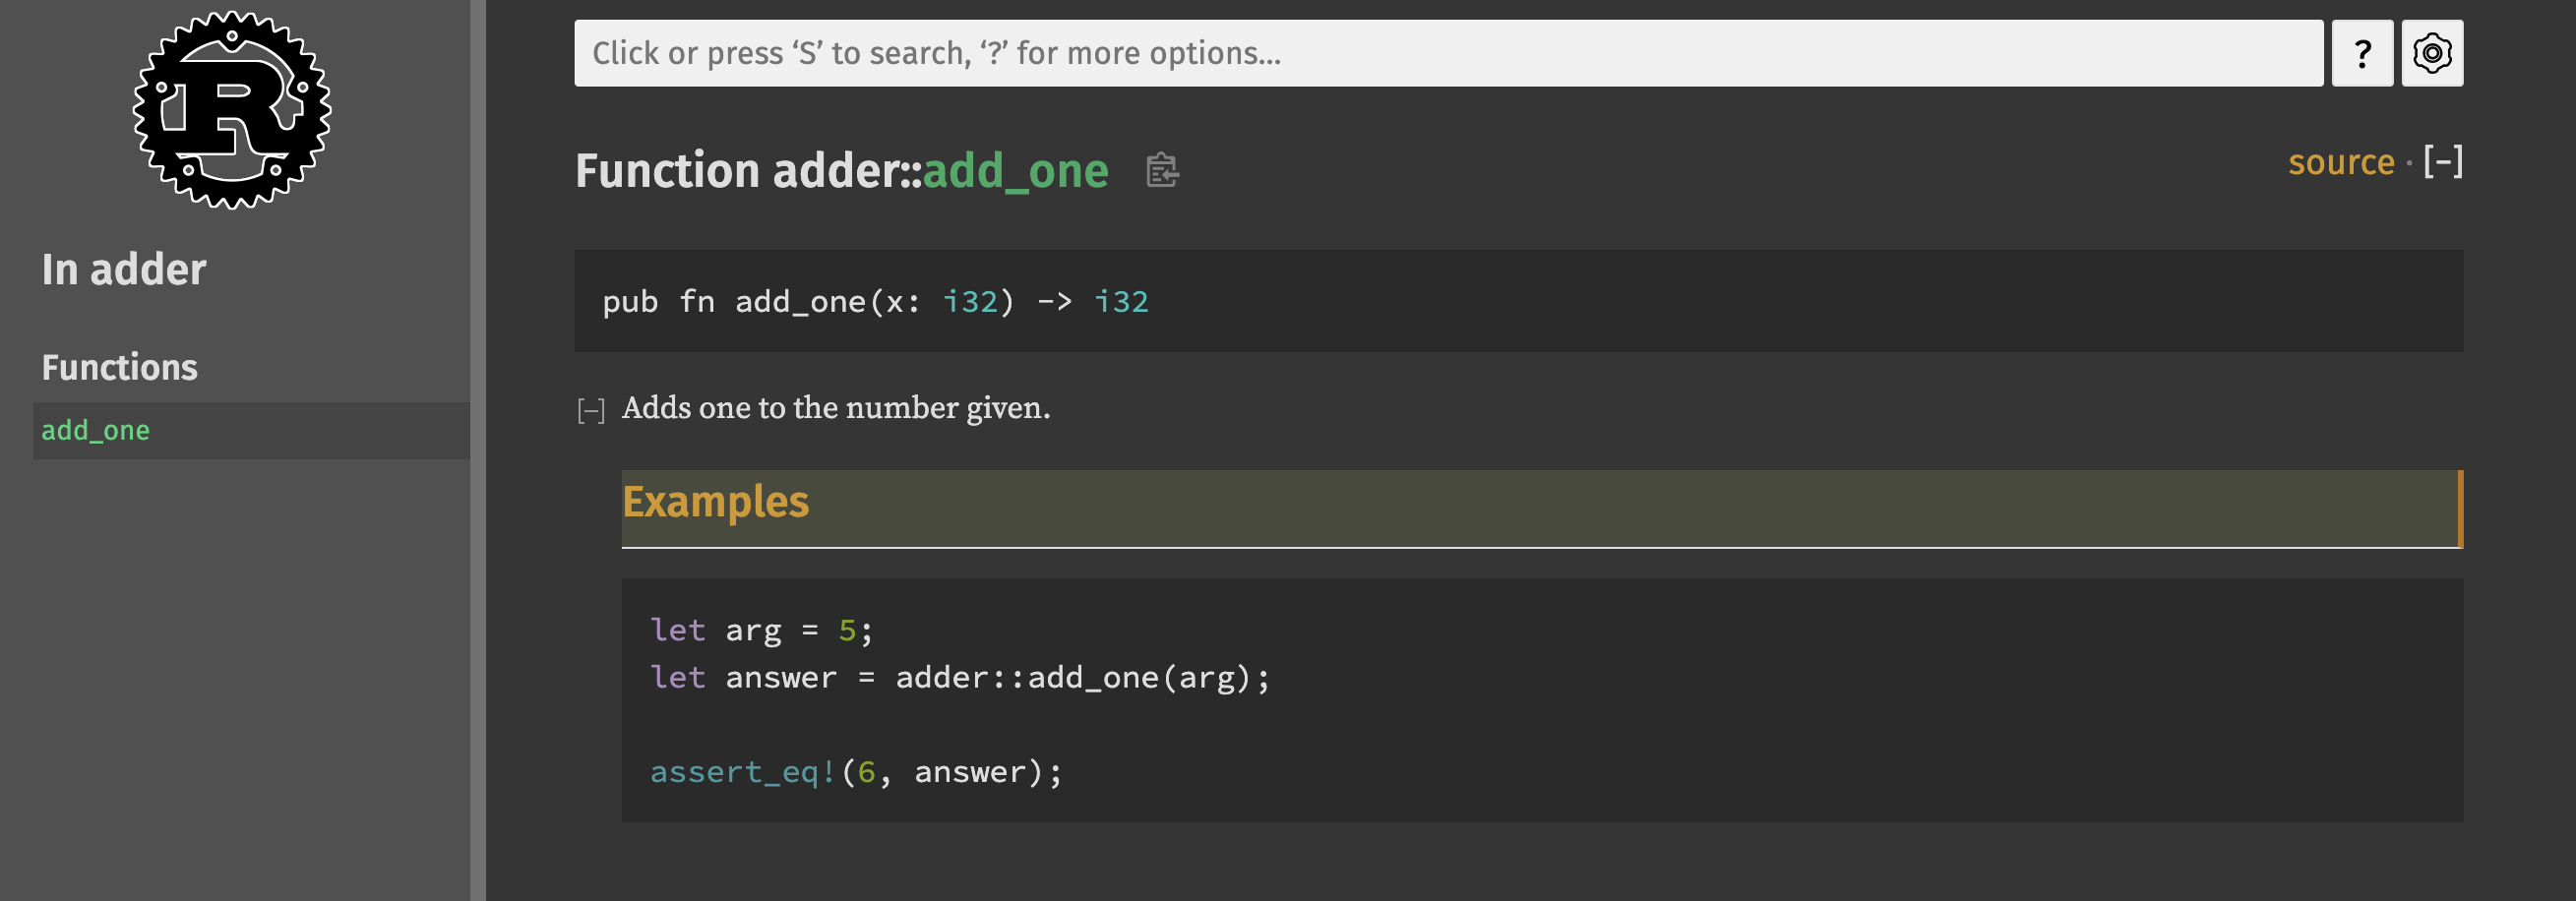 R
In adder
Functions
add_one
Click or press ‘S’ to search, ‘?’ for more options…
?
Function adder::add_one
source · [−]
pub fn add_one(x: i32) -> i32
[−] Adds one to the number given.
Examples
let arg = 5;
let answer = adder::add_one(arg);
assert_eq!(6, answer);